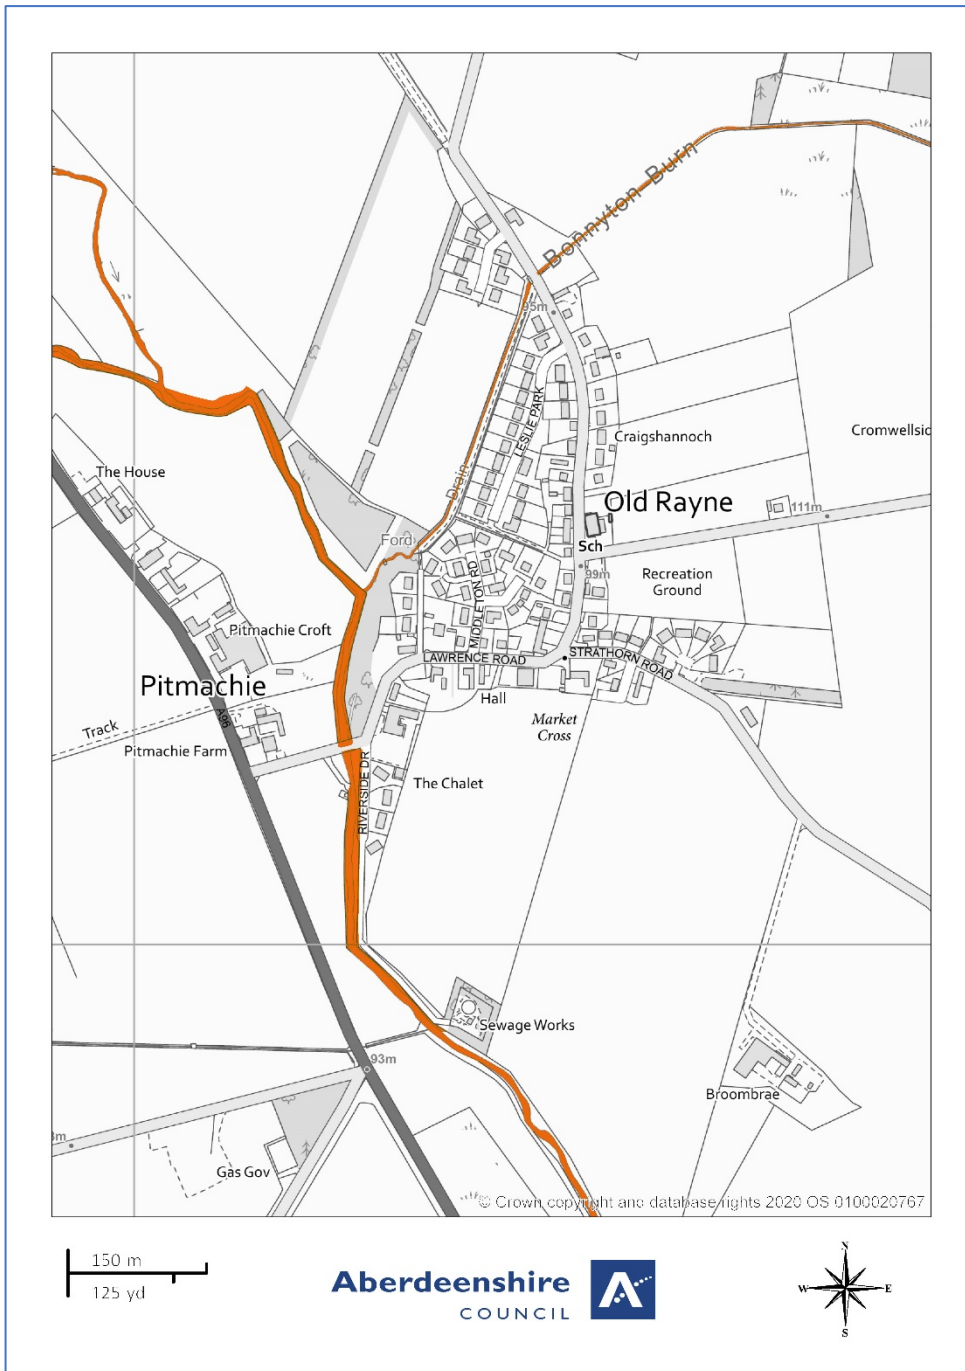 Bonnyton Burn
95m
LESLIE PARK
Craigshannoch
Cromwellsid
The House
Drain
Old Rayne
111m
Ford
Sch
99m
Recreation
Ground
MIDDLETON RD
Pitmachie Croft
LAWRENCE ROAD
STRATHORN ROAD
Pitmachie
Hall
Market
Cross
Track
A96
Pitmachie Farm
The Chalet
RIVERSIDE DR
Sewage Works
93m
Broombrae
3m
Gas Gov
© Crown copyright and database rights 2020 OS 0100020767
150 m
125 yd
Aberdeenshire
COUNCIL
N
W
E
S